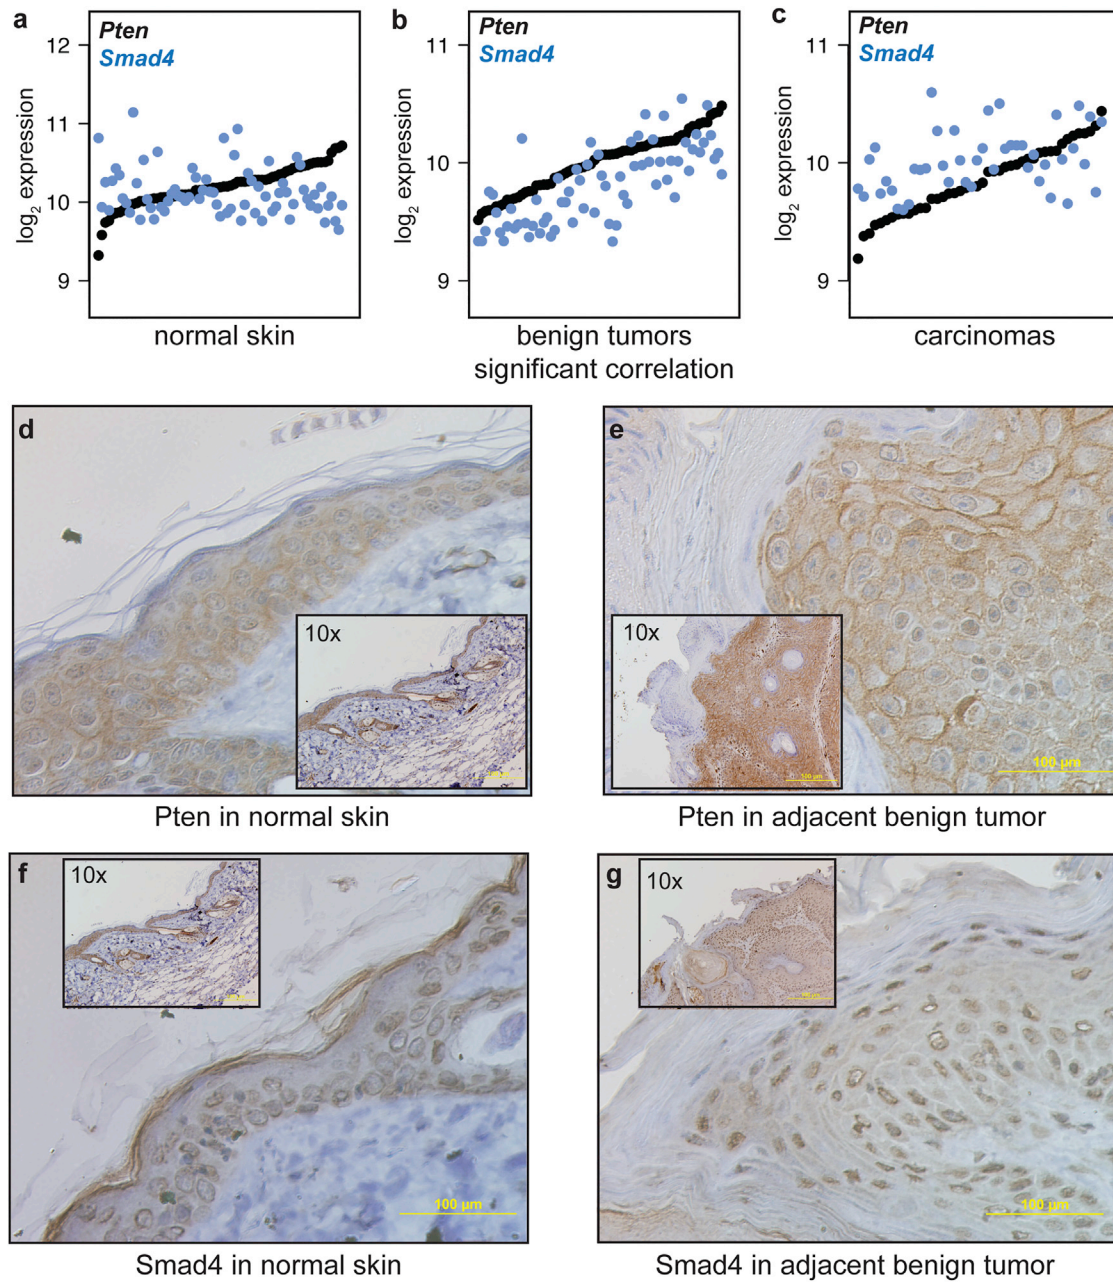 a
Pten
Smad4
12
11
10
9
log2 expression
normal skin
b
Pten
Smad4
11
10
9
log2 expression
benign tumors
significant correlation
c
Pten
Smad4
11
10
9
log2 expression
carcinomas
d
10x
Pten in normal skin
e
10x
100 µm
100 µm
Pten in adjacent benign tumor
f
10x
100 µm
Smad4 in normal skin
g
10x
100 µm
Smad4 in adjacent benign tumor